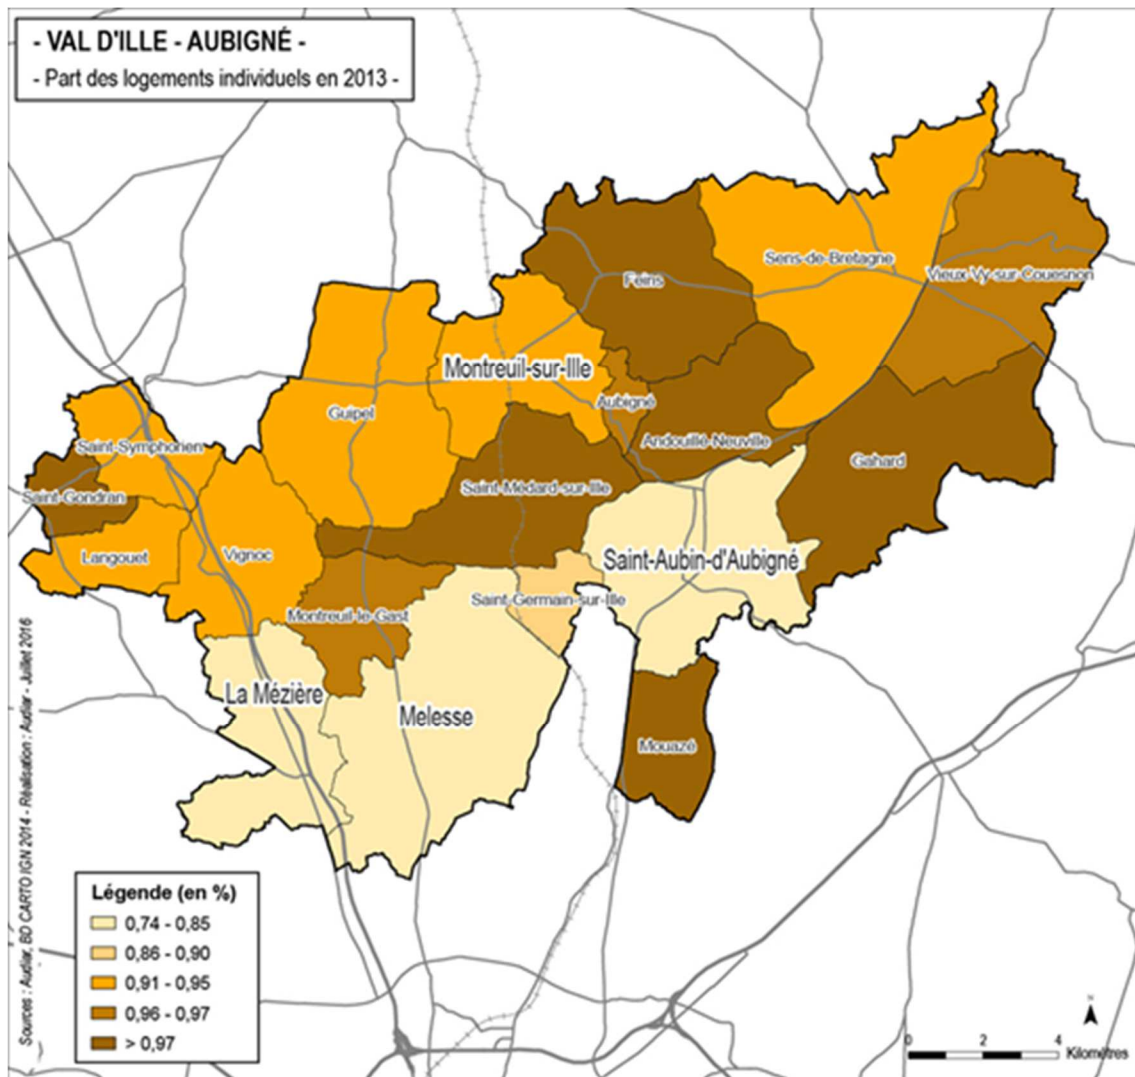 - VAL D'ILLE - AUBIGNÉ -
- Part des logements individuels en 2013 -
Sens-de-Bretagne
Vieux-Vy-sur-Couesnon
Feins
Montreuil-sur-Ille
Aubigné
Guipel
Andouillé-Neuville
Saint-Symphorien
Gahard
Saint-Gondran
Saint-Médard-sur-Ille
Langouet
Vignoc
Saint-Aubin-d'Aubigné
Saint-Germain-sur-Ille
Montreuil-le-Gast
La Mézière
Melesse
Mouazé
Légende (en %)
0,74 - 0,85
0,86 - 0,90
0,91 - 0,95
0,96 - 0,97
> 0,97
Sources : Audiar, BD CARTO IGN 2014 - Réalisation : Audiar - Juillet 2016
N
0 2 4
Kilomètres